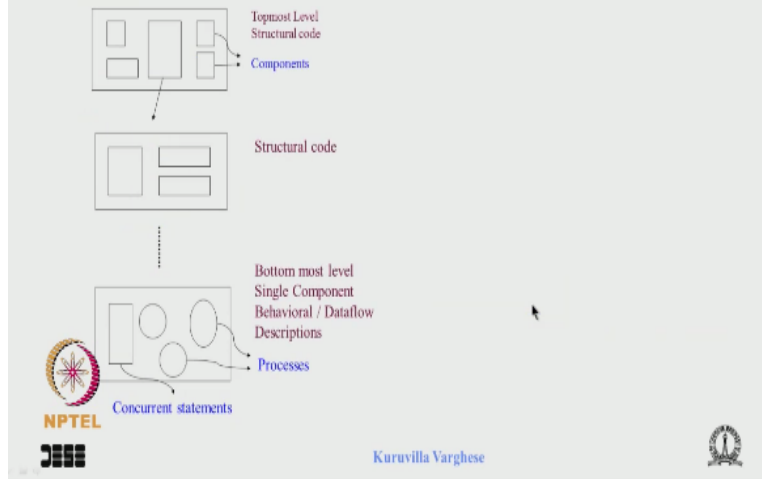 Topmost Level
Structural code
Components
Structural code
Bottom most level
Single Component
Behavioral / Dataflow
Descriptions
Processes
Concurrent statements
NPTEL
DESE
Kuruvilla Varghese